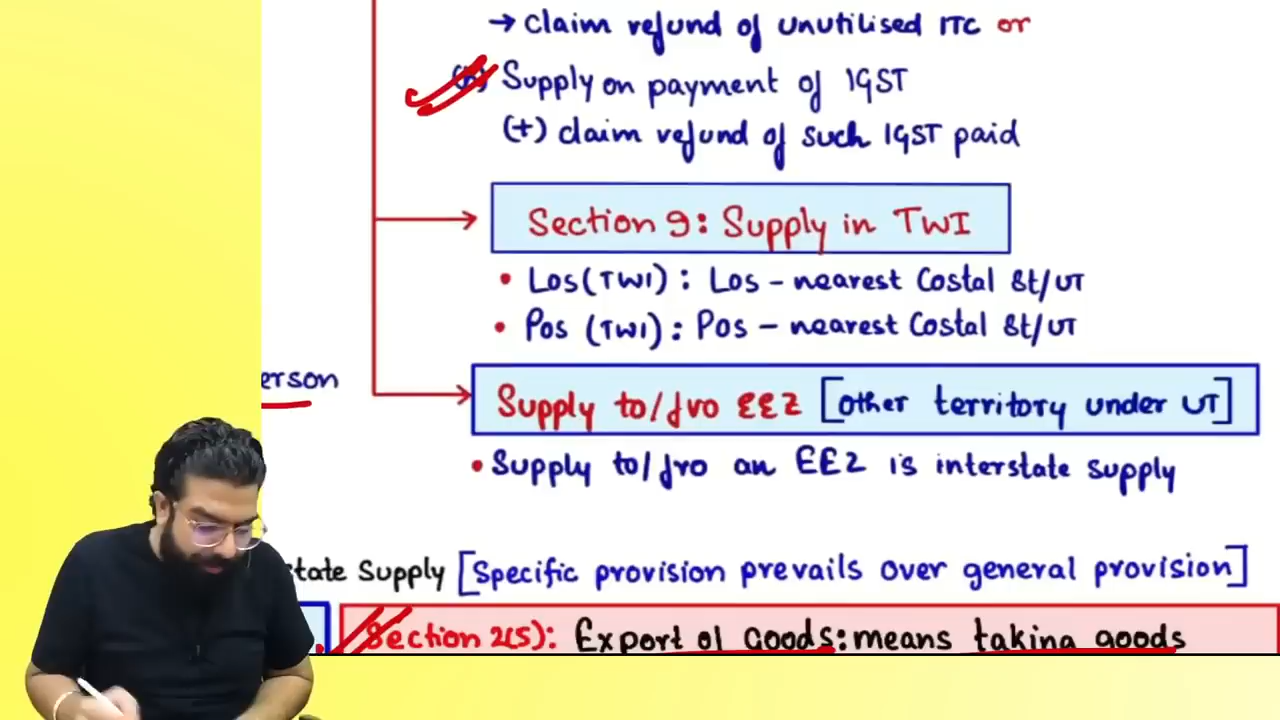 → claim refund of unutilised ITC or
Supply on payment of IGST
(+) claim refund of such IGST paid
Section 9: Supply in TWI
• Los (TWI) : Los - nearest Costal St/UT
• Pos (TWI) : Pos - nearest Costal St/UT
erson
Supply to/fro EEZ [other territory under UT]
• Supply to/fro an EEZ is interstate supply
state Supply [Specific provision prevails over general provision]
Section 2(5): Export of Goods: means taking goods